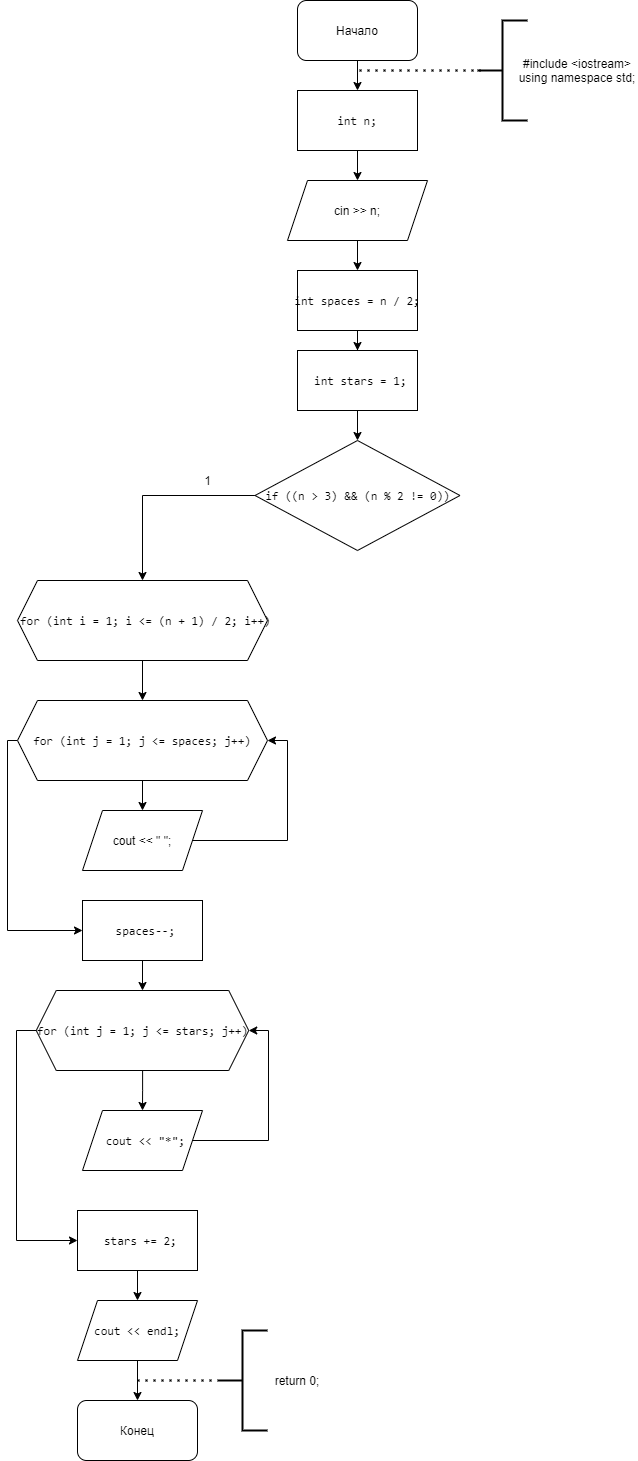 Начало
#include <iostream>
using namespace std;
int n;
cin >> n;
int spaces = n / 2;
int stars = 1;
if ((n > 3) && (n % 2 != 0))
1
for (int i = 1; i <= (n + 1) / 2; i++)
for (int j = 1; j <= spaces; j++)
cout << " ";
spaces--;
for (int j = 1; j <= stars; j++)
cout << "*";
stars += 2;
cout << endl;
return 0;
Конец